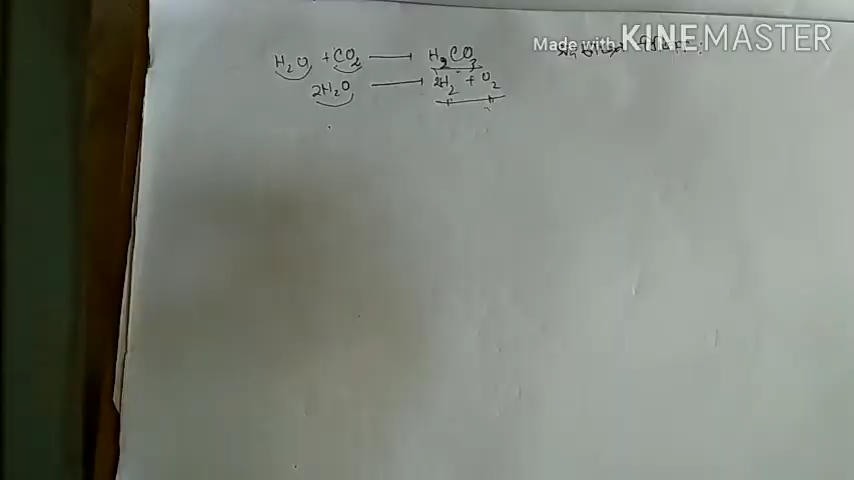 Made with KINEMASTER
H₂O + CO₂ ⟶ H₂CO₃
2H₂O ⟶ 2H₂ + O₂